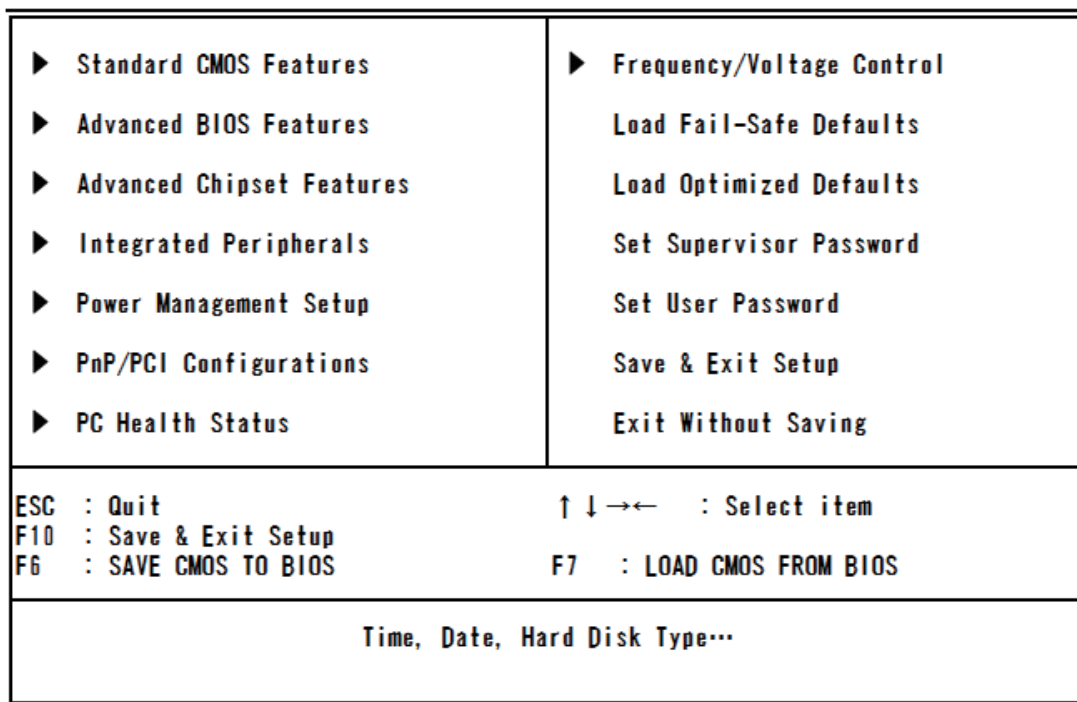 ▶ Standard CMOS Features
▶ Advanced BIOS Features
▶ Advanced Chipset Features
▶ Integrated Peripherals
▶ Power Management Setup
▶ PnP/PCI Configurations
▶ PC Health Status
▶ Frequency/Voltage Control
Load Fail-Safe Defaults
Load Optimized Defaults
Set Supervisor Password
Set User Password
Save & Exit Setup
Exit Without Saving
ESC : Quit
↑↓→← : Select item
F10 : Save & Exit Setup
F6 : SAVE CMOS TO BIOS
F7 : LOAD CMOS FROM BIOS
Time, Date, Hard Disk Type…